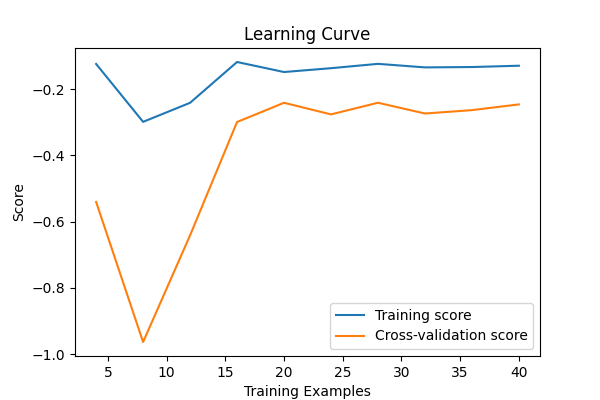 Learning Curve
−0.2
−0.4
−0.6
−0.8
−1.0
Score
Training score
Cross-validation score
5 10 15 20 25 30 35 40
Training Examples